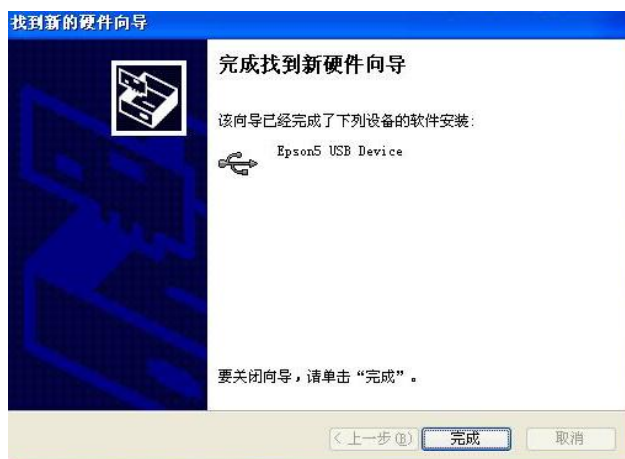 找到新的硬件向导
完成找到新硬件向导
该向导已经完成了下列设备的软件安装:
Epson5 USB Device
要关闭向导，请单击“完成”。
< 上一步(B)
完成
取消